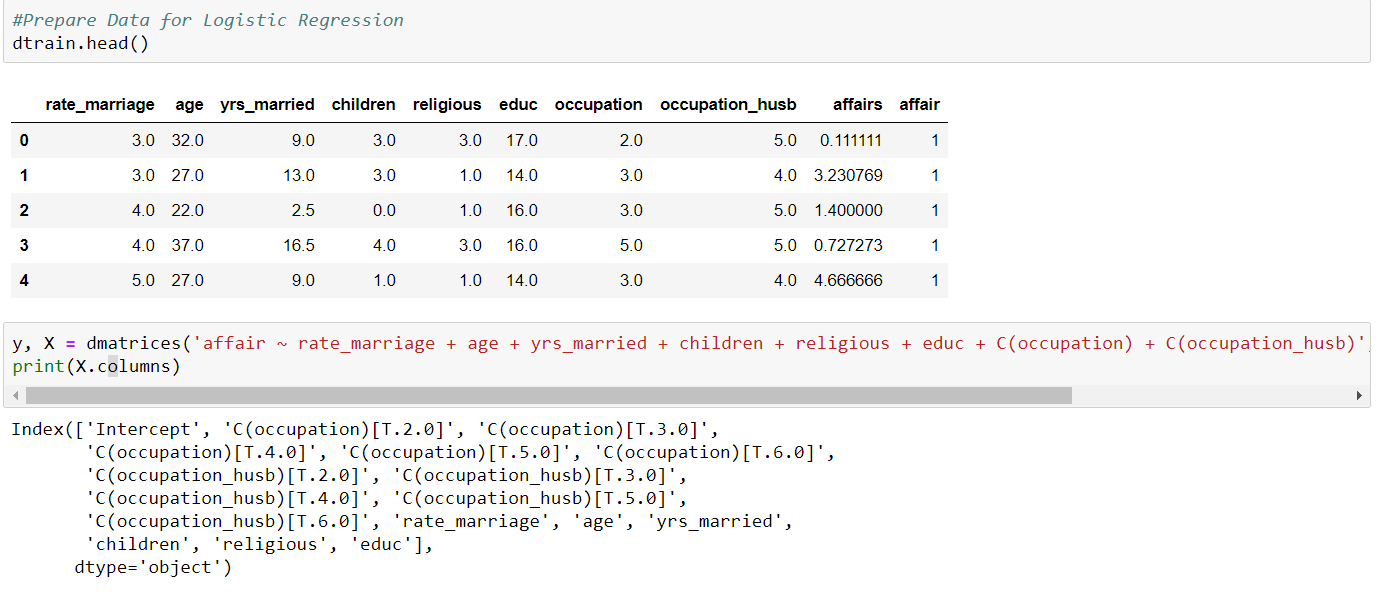 #Prepare Data for Logistic Regression
dtrain.head()
rate_marriage age yrs_married children religious educ occupation occupation_husb affairs affair
0 3.0 32.0 9.0 3.0 3.0 17.0 2.0 5.0 0.111111 1
1 3.0 27.0 13.0 3.0 1.0 14.0 3.0 4.0 3.230769 1
2 4.0 22.0 2.5 0.0 1.0 16.0 3.0 5.0 1.400000 1
3 4.0 37.0 16.5 4.0 3.0 16.0 5.0 5.0 0.727273 1
4 5.0 27.0 9.0 1.0 1.0 14.0 3.0 4.0 4.666666 1
y, X = dmatrices('affair ~ rate_marriage + age + yrs_married + children + religious + educ + C(occupation) + C(occupation_husb)',
print(X.columns)
Index(['Intercept', 'C(occupation)[T.2.0]', 'C(occupation)[T.3.0]',
'C(occupation)[T.4.0]', 'C(occupation)[T.5.0]', 'C(occupation)[T.6.0]',
'C(occupation_husb)[T.2.0]', 'C(occupation_husb)[T.3.0]',
'C(occupation_husb)[T.4.0]', 'C(occupation_husb)[T.5.0]',
'C(occupation_husb)[T.6.0]', 'rate_marriage', 'age', 'yrs_married',
'children', 'religious', 'educ'],
dtype='object')